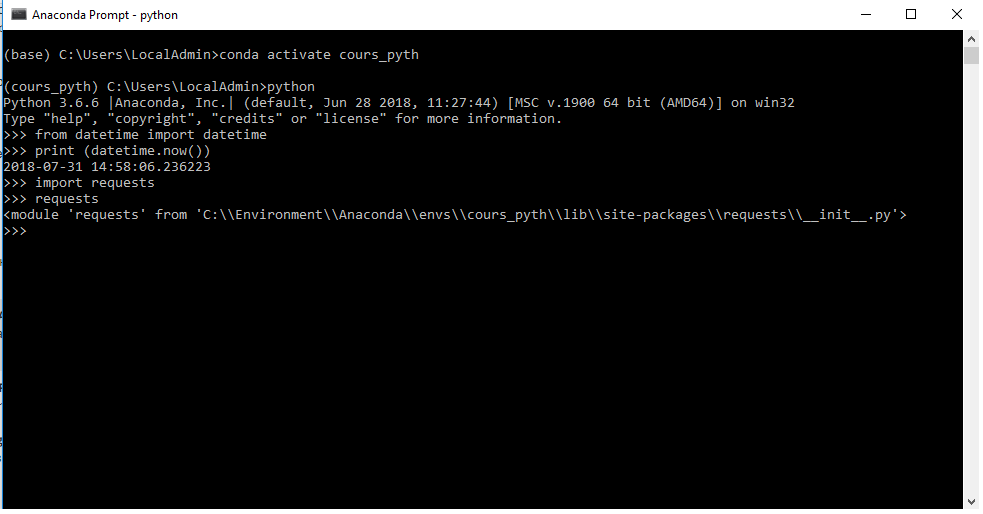 Anaconda Prompt - python
(base) C:\Users\LocalAdmin>conda activate cours_pyth
(cours_pyth) C:\Users\LocalAdmin>python
Python 3.6.6 |Anaconda, Inc.| (default, Jun 28 2018, 11:27:44) [MSC v.1900 64 bit (AMD64)] on win32
Type "help", "copyright", "credits" or "license" for more information.
>>> from datetime import datetime
>>> print (datetime.now())
2018-07-31 14:58:06.236223
>>> import requests
>>> requests
<module 'requests' from 'C:\\Environment\\Anaconda\\envs\\cours_pyth\\lib\\site-packages\\requests\\__init__.py'>
>>>